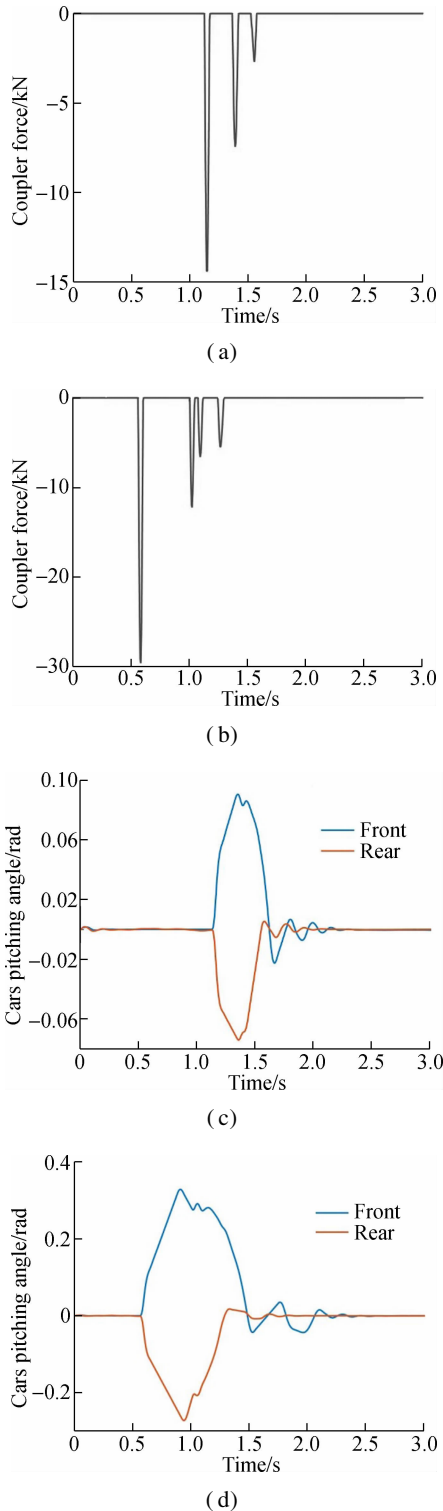 0
−5
−10
−15
Coupler force/kN
0 0.5 1.0 1.5 2.0 2.5 3.0
Time/s
(a)
0
−10
−20
−30
Coupler force/kN
0 0.5 1.0 1.5 2.0 2.5 3.0
Time/s
(b)
0.10
0.06
0.02
−0.02
−0.06
Cars pitching angle/rad
Front
Rear
0 0.5 1.0 1.5 2.0 2.5 3.0
Time/s
(c)
0.4
0.2
0
−0.2
Cars pitching angle/rad
Front
Rear
0 0.5 1.0 1.5 2.0 2.5 3.0
Time/s
(d)